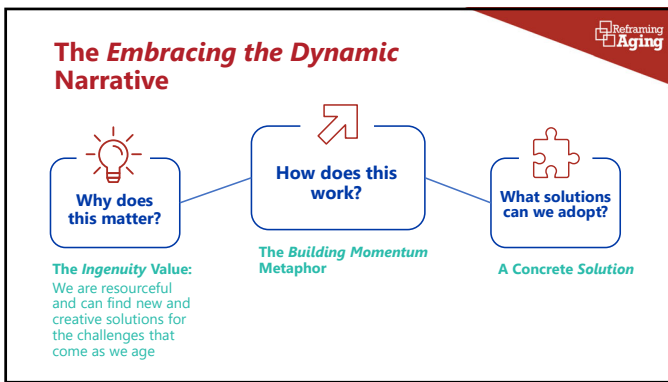 The Embracing the Dynamic
Narrative
Reframing
Aging
Why does
this matter?
How does this
work?
What solutions
can we adopt?
The Ingenuity Value:
We are resourceful
and can find new and
creative solutions for
the challenges that
come as we age
The Building Momentum
Metaphor
A Concrete Solution